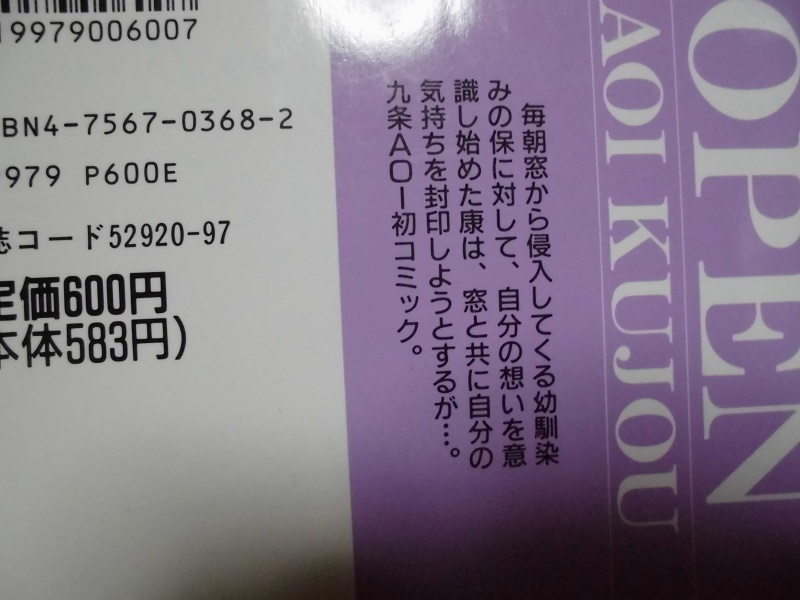 19979006007
BN4-7567-0368-2
979 P600E
誌コード52920-97
定価600円
本体583円)
毎朝窓から侵入してくる幼馴染
みの保に対して、自分の想いを意
識し始めた康は、窓と共に自分の
気持ちを封印しようとするが…。
九条AOI初コミック。
AOI KUJOU
OPEN